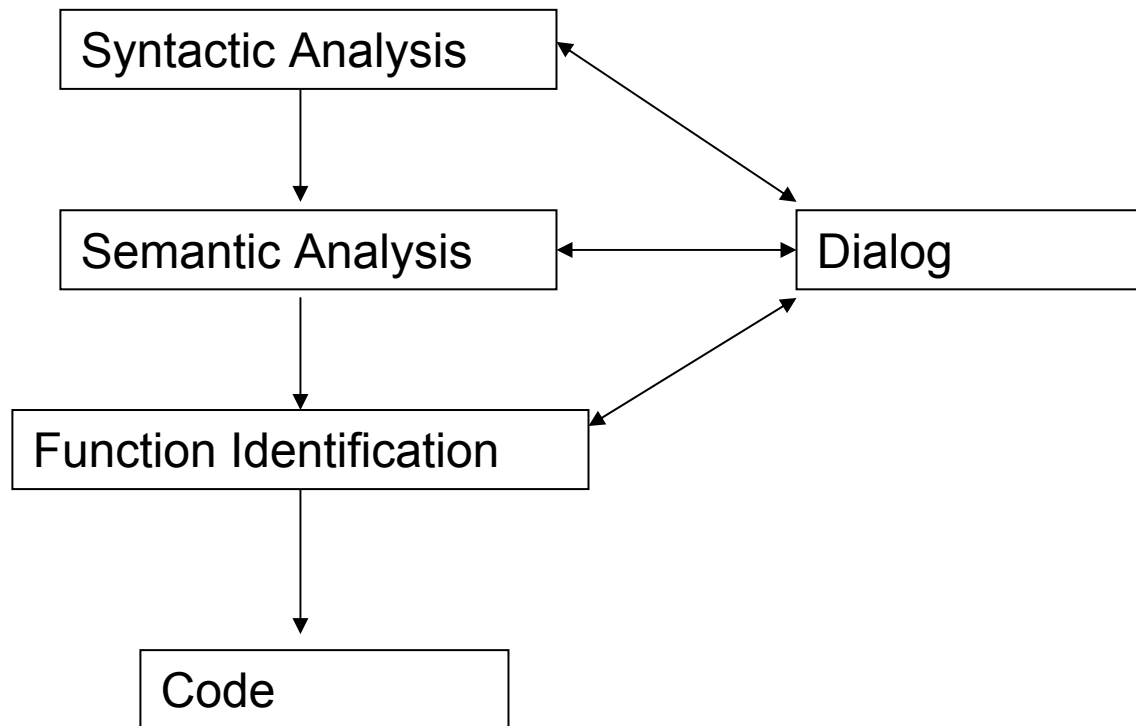 Syntactic Analysis
Semantic Analysis
Dialog
Function Identification
Code